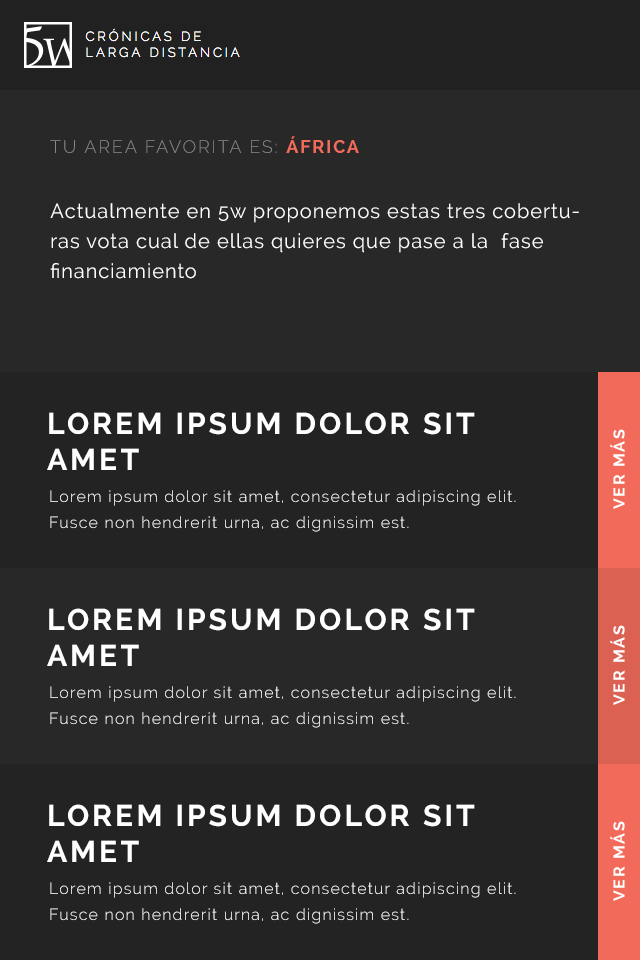 5W
CRÓNICAS DE
LARGA DISTANCIA
TU AREA FAVORITA ES: ÁFRICA
Actualmente en 5w proponemos estas tres cobertu-
ras vota cual de ellas quieres que pase a la  fase
financiamiento
LOREM IPSUM DOLOR SIT
AMET
Lorem ipsum dolor sit amet, consectetur adipiscing elit.
Fusce non hendrerit urna, ac dignissim est.
VER MÁS
LOREM IPSUM DOLOR SIT
AMET
Lorem ipsum dolor sit amet, consectetur adipiscing elit.
Fusce non hendrerit urna, ac dignissim est.
VER MÁS
LOREM IPSUM DOLOR SIT
AMET
Lorem ipsum dolor sit amet, consectetur adipiscing elit.
Fusce non hendrerit urna, ac dignissim est.
VER MÁS